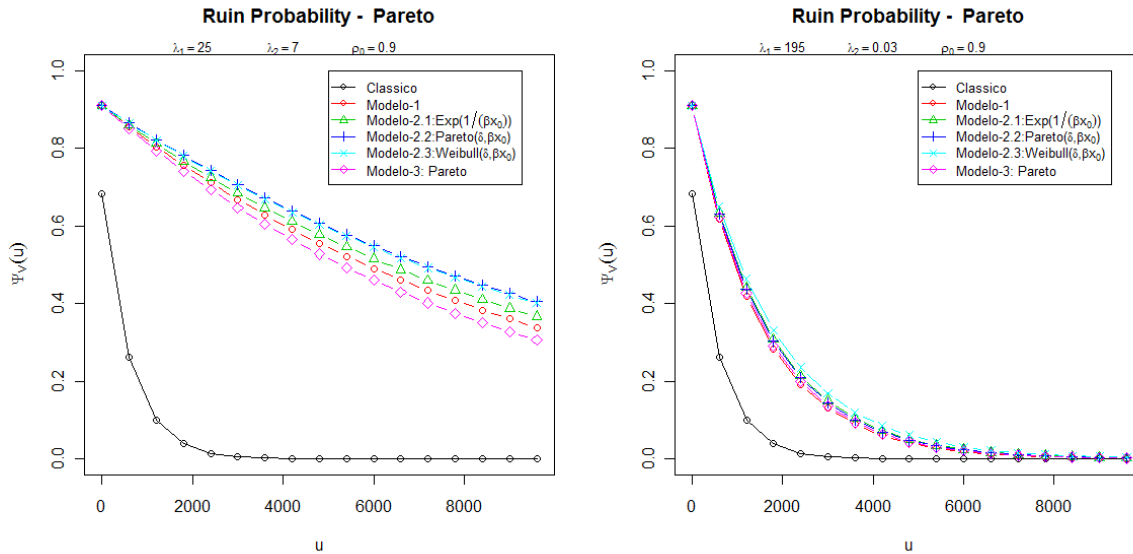 Ruin Probability - Pareto
λ1 = 25 λ2 = 7 ρ0 = 0.9
1.0
0.8
0.6
0.4
0.2
0.0
ΨV(u)
Classico
Modelo-1
Modelo-2.1:Exp(1/(βx0))
Modelo-2.2:Pareto(δ,βx0)
Modelo-2.3:Weibull(δ,βx0)
Modelo-3: Pareto
0 2000 4000 6000 8000
u
Ruin Probability - Pareto
λ1 = 195 λ2 = 0.03 ρ0 = 0.9
1.0
0.8
0.6
0.4
0.2
0.0
ΨV(u)
Classico
Modelo-1
Modelo-2.1:Exp(1/(βx0))
Modelo-2.2:Pareto(δ,βx0)
Modelo-2.3:Weibull(δ,βx0)
Modelo-3: Pareto
0 2000 4000 6000 8000
u